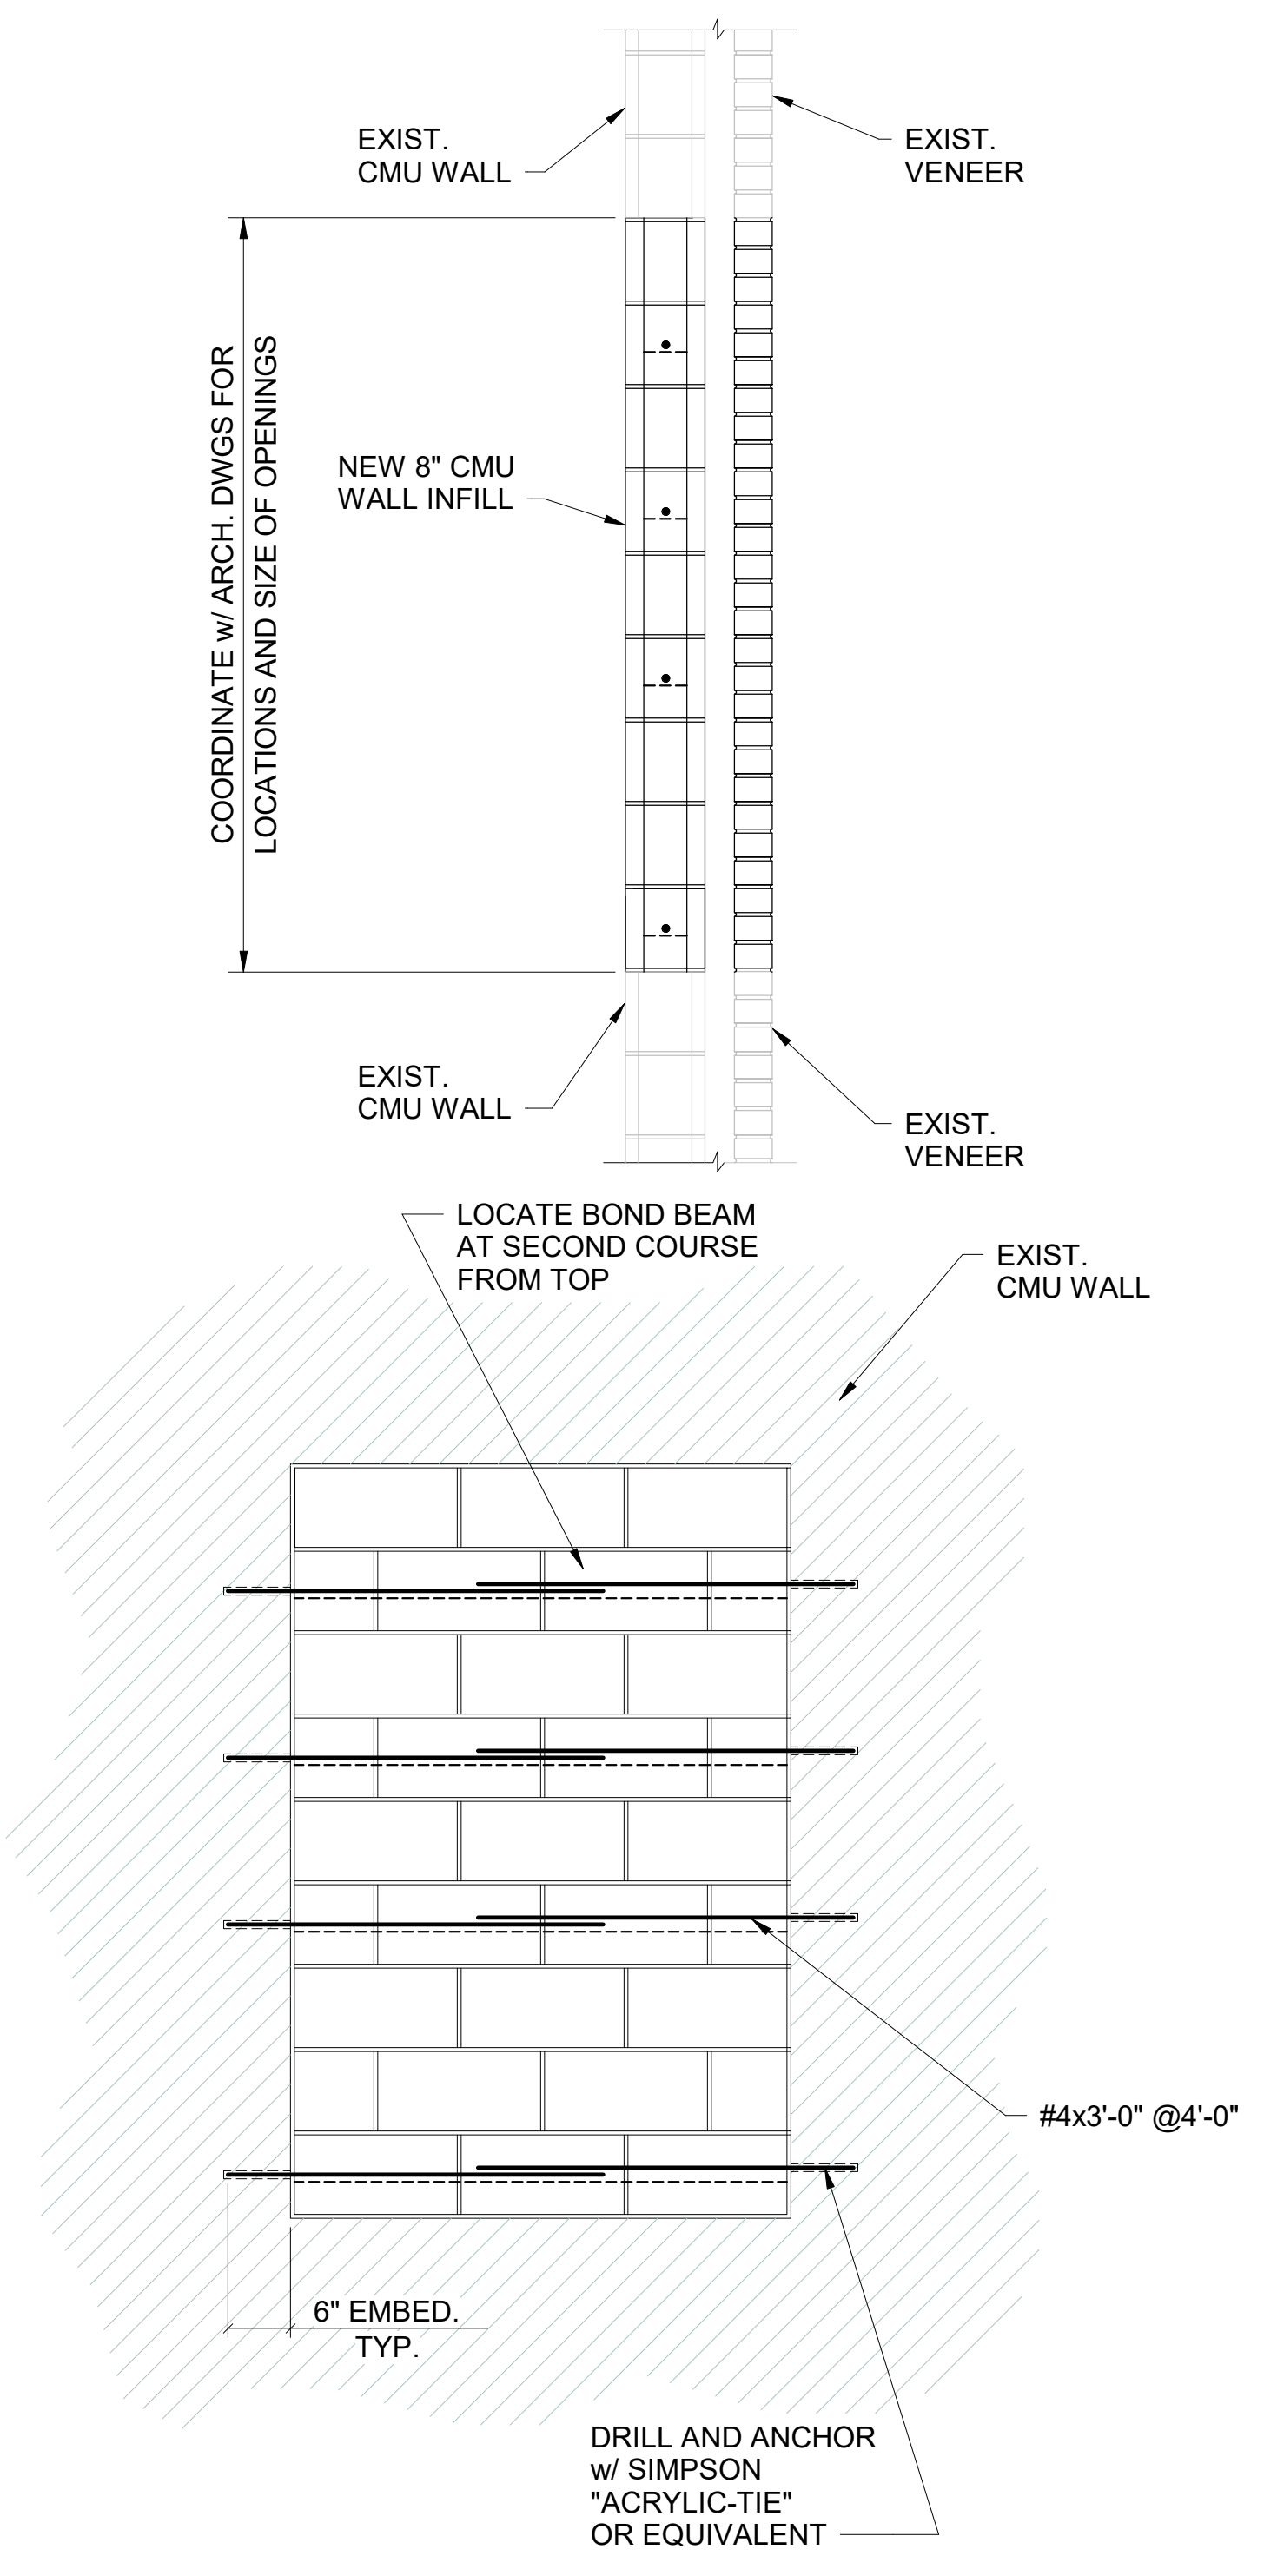 EXIST.
CMU WALL
EXIST.
VENEER
COORDINATE w/ ARCH. DWGS FOR
LOCATIONS AND SIZE OF OPENINGS
NEW 8" CMU
WALL INFILL
EXIST.
CMU WALL
EXIST.
VENEER
LOCATE BOND BEAM
AT SECOND COURSE
FROM TOP
EXIST.
CMU WALL
#4x3'-0" @4'-0"
6" EMBED.
TYP.
DRILL AND ANCHOR
w/ SIMPSON
"ACRYLIC-TIE"
OR EQUIVALENT